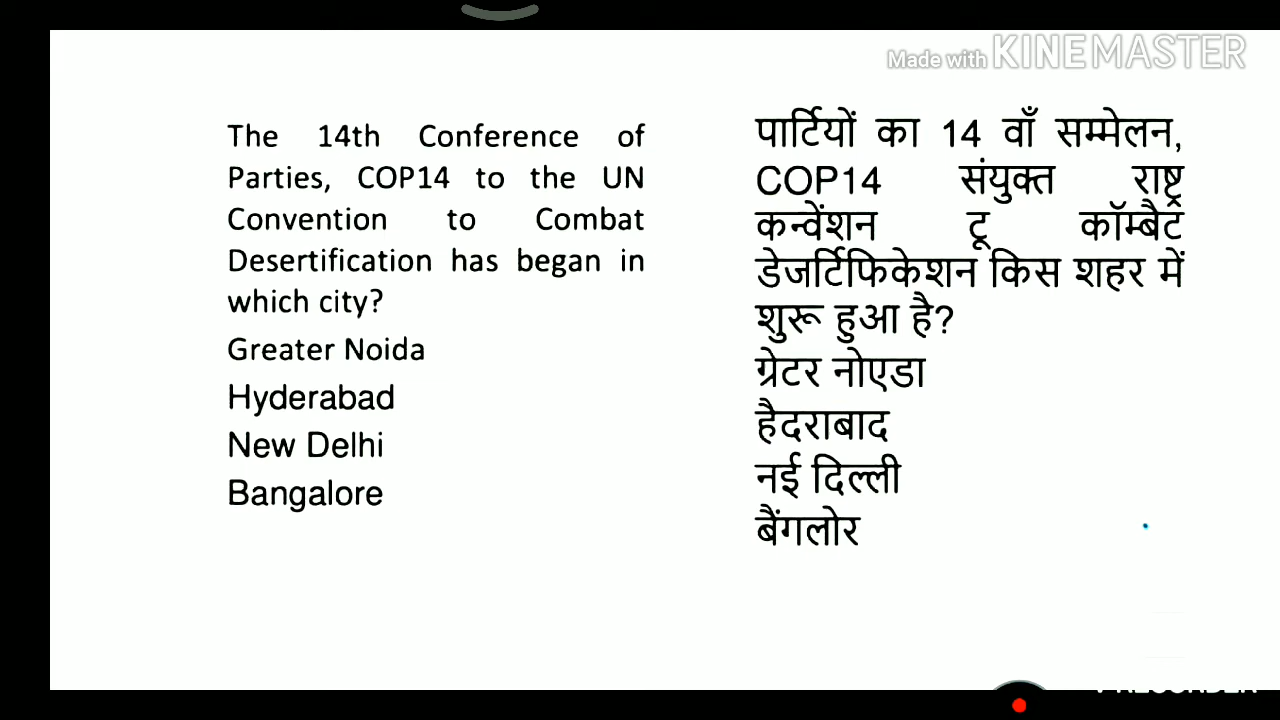 Made with KINEMASTER
The 14th Conference of
Parties, COP14 to the UN
Convention to Combat
Desertification has began in
which city?
Greater Noida
Hyderabad
New Delhi
Bangalore
पार्टियों का 14 वाँ सम्मेलन,
COP14 संयुक्त राष्ट्र
कन्वेंशन टू कॉम्बैट
डेजर्टिफिकेशन किस शहर में
शुरू हुआ है?
ग्रेटर नोएडा
हैदराबाद
नई दिल्ली
बैंगलोर